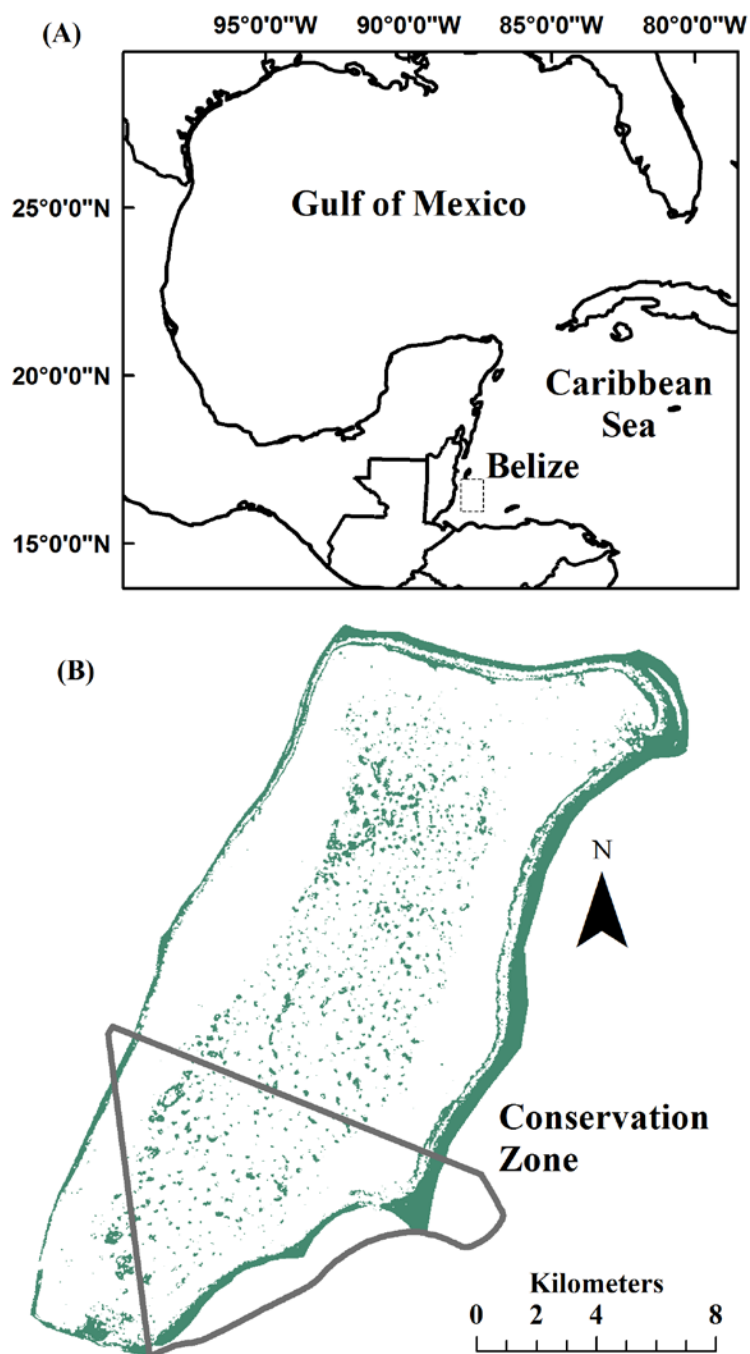 (A)
95°0'0"W 90°0'0"W 85°0'0"W 80°0'0"W
25°0'0"N
20°0'0"N
15°0'0"N
Gulf of Mexico
Caribbean
Sea
Belize
(B)
N
Conservation
Zone
Kilometers
0 2 4 8